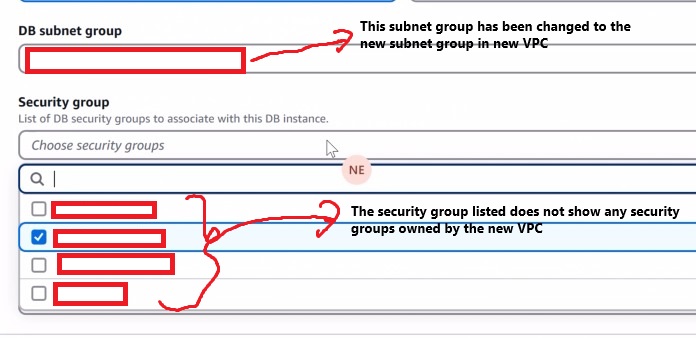 DB subnet group
This subnet group has been changed to the
new subnet group in new VPC
Security group
List of DB security groups to associate with this DB instance.
Choose security groups
NE
The security group listed does not show any security
groups owned by the new VPC